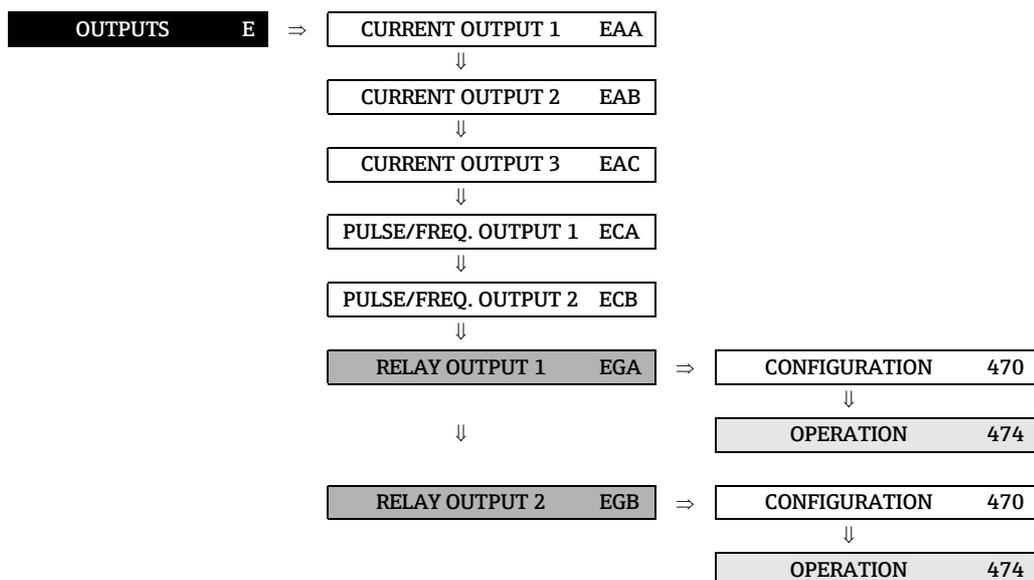 OUTPUTS E ⇒ CURRENT OUTPUT 1 EAA
⇓
CURRENT OUTPUT 2 EAB
⇓
CURRENT OUTPUT 3 EAC
⇓
PULSE/FREQ. OUTPUT 1 ECA
⇓
PULSE/FREQ. OUTPUT 2 ECB
⇓
RELAY OUTPUT 1 EGA ⇒ CONFIGURATION 470
⇓
⇓ OPERATION 474
RELAY OUTPUT 2 EGB ⇒ CONFIGURATION 470
⇓
OPERATION 474